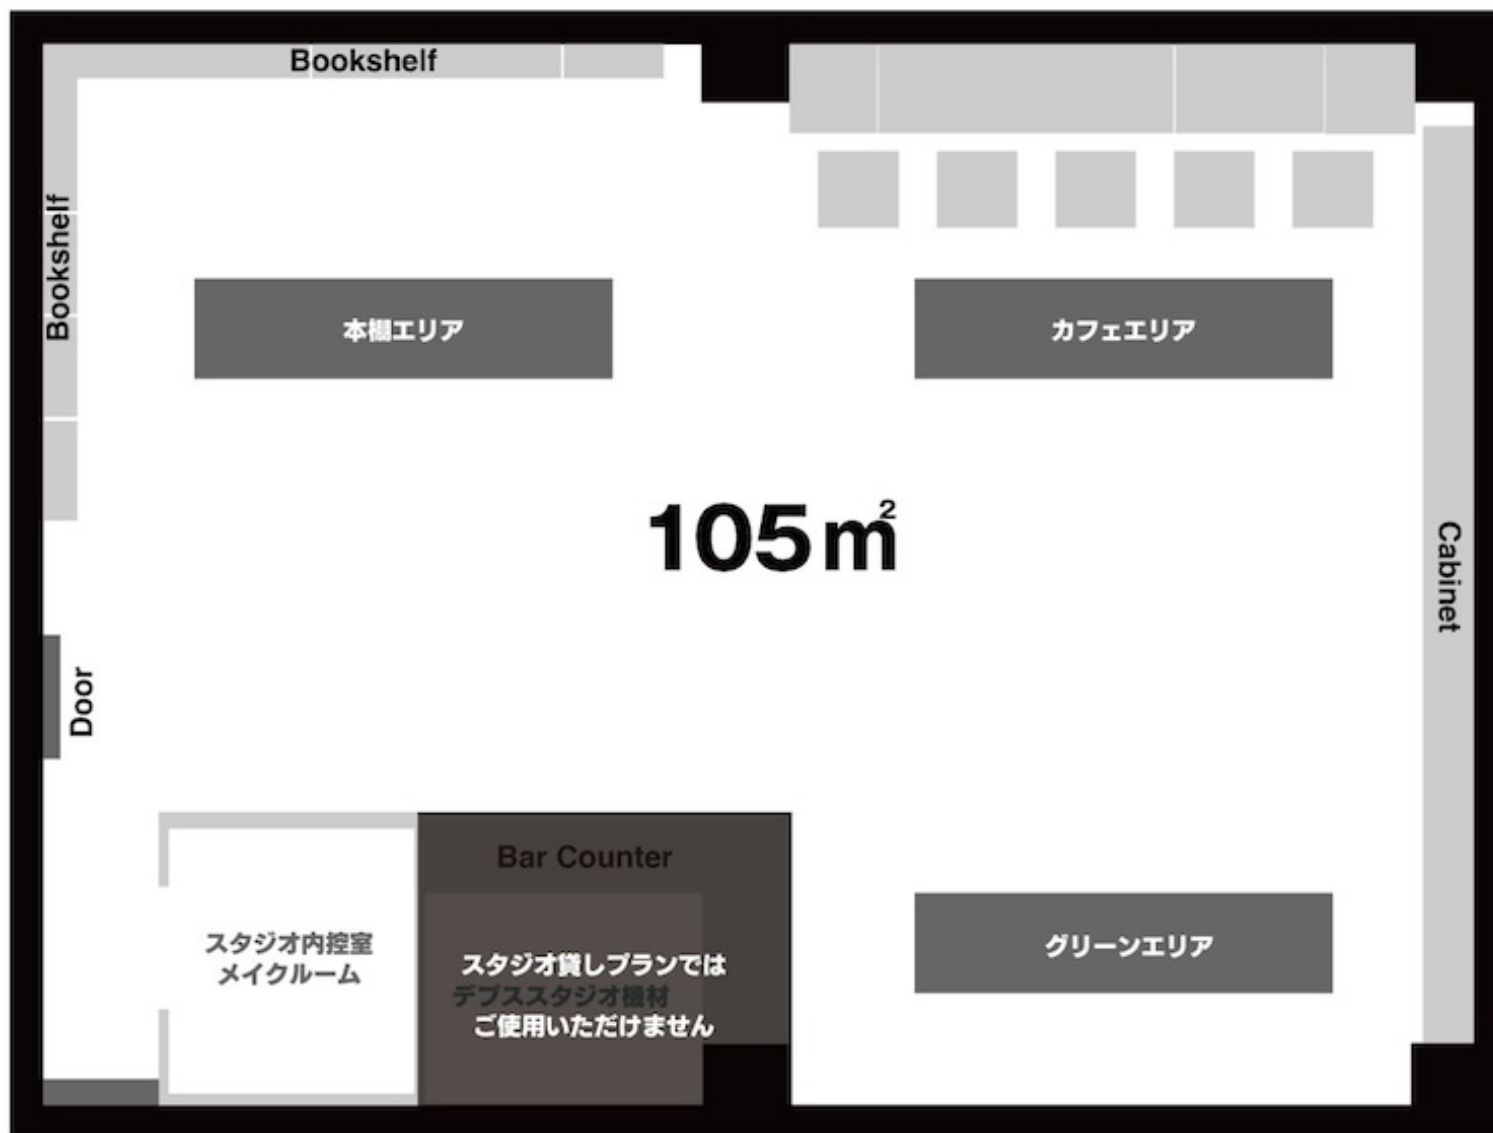 Bookshelf
Bookshelf
本棚エリア
カフェエリア
105㎡
Cabinet
Door
Bar Counter
スタジオ内控室
メイクルーム
スタジオ貸しプランでは
デプススタジオ機材
ご使用いただけません
グリーンエリア